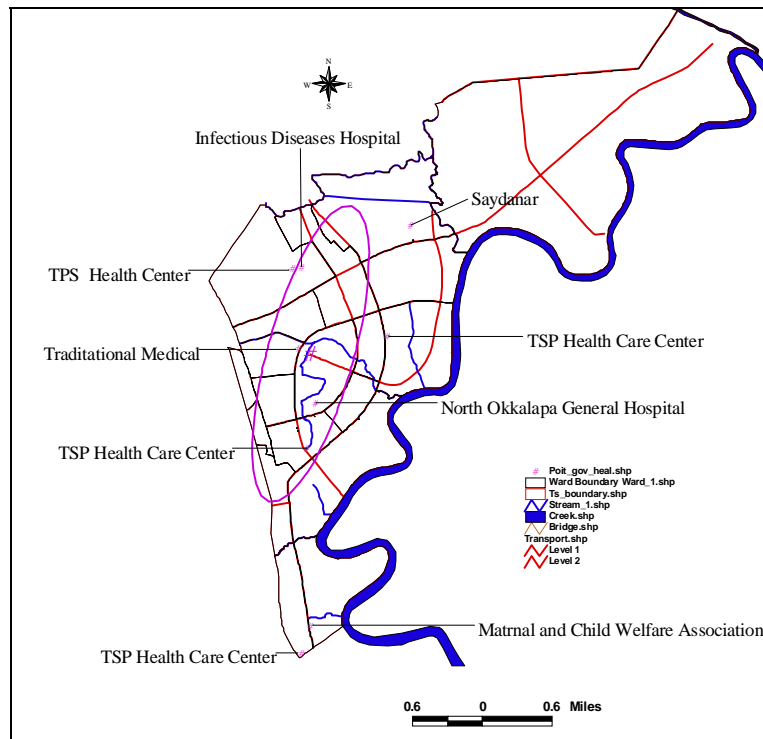 N
W E
S
Infectious Diseases Hospital
Saydanar
TPS Health Center
TSP Health Care Center
Traditational Medical
North Okkalapa General Hospital
TSP Health Care Center
# Poit_gov_heal.shp
Ward Boundary Ward_1.shp
Ts_boundary.shp
Stream_1.shp
Creek.shp
Bridge.shp
Transport.shp
Level 1
Level 2
Matrnal and Child Welfare Association
TSP Health Care Center
0.6 0 0.6 Miles